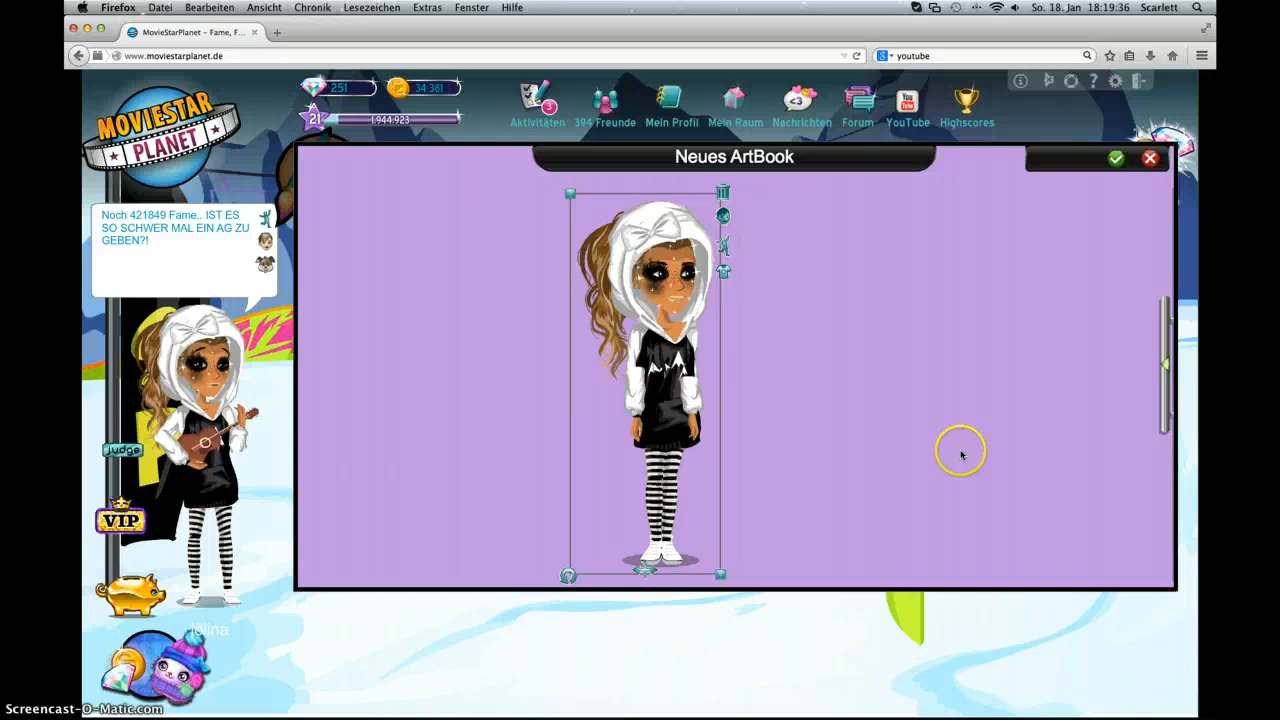 Firefox Datei Bearbeiten Ansicht Chronik Lesezeichen Extras Fenster Hilfe So. 18. Jan 18:19:36 Scarlett
MovieStarPlanet – Fame, F...
www.moviestarplanet.de
youtube
251
34.381
21
1.944.923
3
<3
You Tube
Aktivitäten 394 Freunde Mein Profil Mein Raum Nachrichten Forum YouTube Highscores
MOVIESTAR
PLANET
Neues ArtBook
Noch 421849 Fame.. IST ES
SO SCHWER MAL EIN AG ZU
GEBEN?!
judge
VIP
lolina
Screencast-O-Matic.com